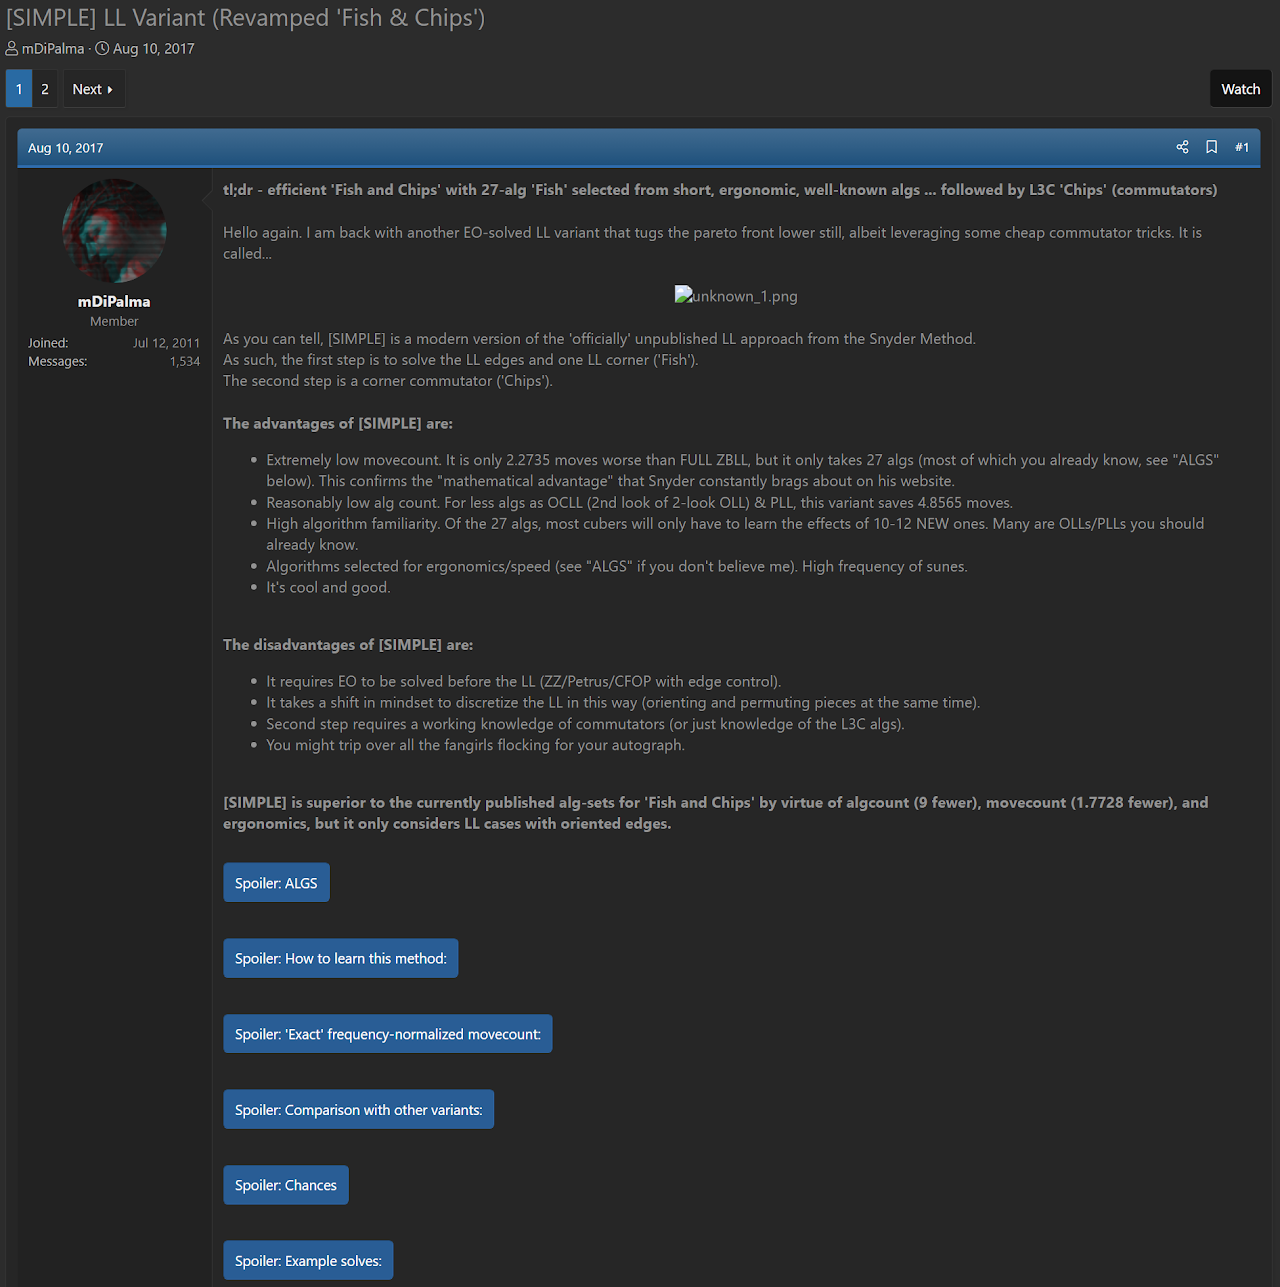 [SIMPLE] LL Variant (Revamped 'Fish & Chips')
mDiPalma · Aug 10, 2017
1 2 Next
Watch
Aug 10, 2017
#1
mDiPalma
Member
Joined: Jul 12, 2011
Messages: 1,534
tl;dr - efficient 'Fish and Chips' with 27-alg 'Fish' selected from short, ergonomic, well-known algs ... followed by L3C 'Chips' (commutators)
Hello again. I am back with another EO-solved LL variant that tugs the pareto front lower still, albeit leveraging some cheap commutator tricks. It is
called...
unknown_1.png
As you can tell, [SIMPLE] is a modern version of the 'officially' unpublished LL approach from the Snyder Method.
As such, the first step is to solve the LL edges and one LL corner ('Fish').
The second step is a corner commutator ('Chips').
The advantages of [SIMPLE] are:
• Extremely low movecount. It is only 2.2735 moves worse than FULL ZBLL, but it only takes 27 algs (most of which you already know, see "ALGS"
below). This confirms the "mathematical advantage" that Snyder constantly brags about on his website.
• Reasonably low alg count. For less algs as OCLL (2nd look of 2-look OLL) & PLL, this variant saves 4.8565 moves.
• High algorithm familiarity. Of the 27 algs, most cubers will only have to learn the effects of 10-12 NEW ones. Many are OLLs/PLLs you should
already know.
• Algorithms selected for ergonomics/speed (see "ALGS" if you don't believe me). High frequency of sunes.
• It's cool and good.
The disadvantages of [SIMPLE] are:
• It requires EO to be solved before the LL (ZZ/Petrus/CFOP with edge control).
• It takes a shift in mindset to discretize the LL in this way (orienting and permuting pieces at the same time).
• Second step requires a working knowledge of commutators (or just knowledge of the L3C algs).
• You might trip over all the fangirls flocking for your autograph.
[SIMPLE] is superior to the currently published alg-sets for 'Fish and Chips' by virtue of algcount (9 fewer), movecount (1.7728 fewer), and
ergonomics, but it only considers LL cases with oriented edges.
Spoiler: ALGS
Spoiler: How to learn this method:
Spoiler: 'Exact' frequency-normalized movecount:
Spoiler: Comparison with other variants:
Spoiler: Chances
Spoiler: Example solves: